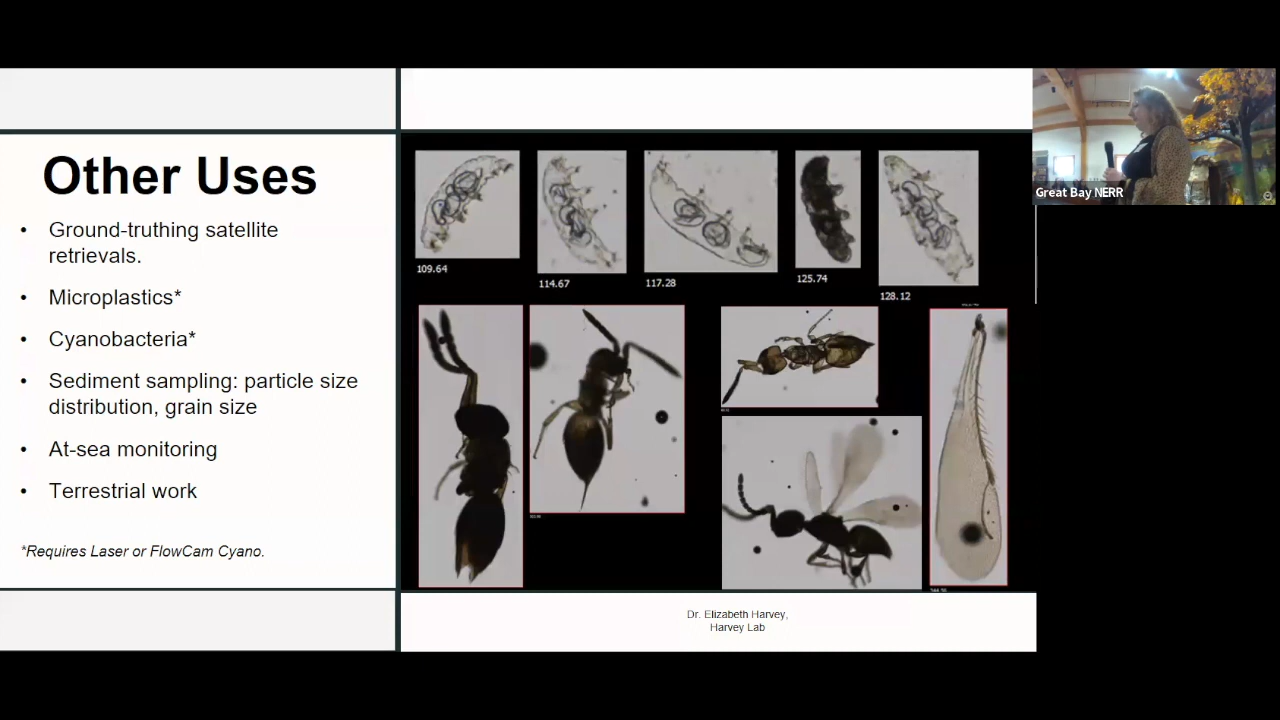 Other Uses
• Ground-truthing satellite
retrievals.
• Microplastics*
• Cyanobacteria*
• Sediment sampling: particle size
distribution, grain size
• At-sea monitoring
• Terrestrial work
*Requires Laser or FlowCam Cyano.
109.64
114.67
117.28
125.74
128.12
Dr. Elizabeth Harvey,
Harvey Lab
Great Bay NERR